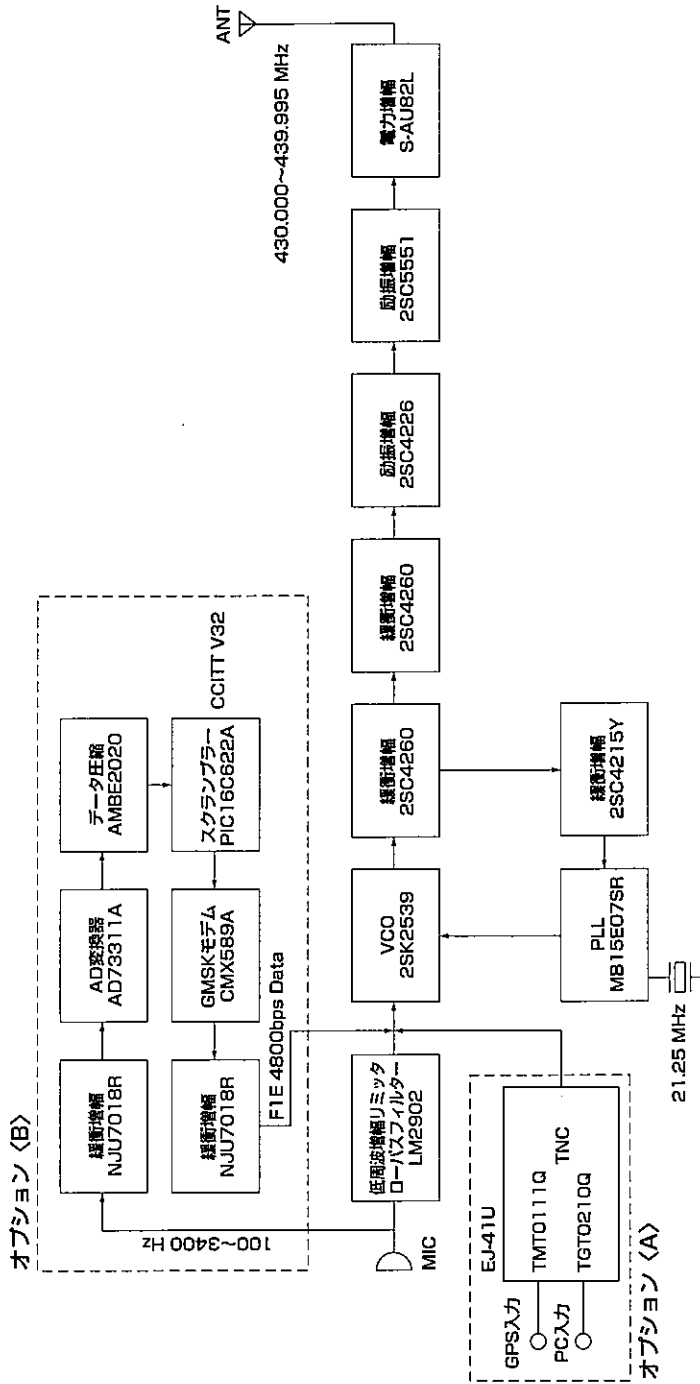 オプション〈B〉
緩衝増幅
NJU7018R
AD変換器
AD73311A
データ圧縮
AMBE2020
緩衝増幅
NJU7018R
GMSKモデム
CMX589A
スクランブラー
PIC16C622A
CCITT V32
100~3400 Hz
F1E 4800bps Data
MIC
低周波増幅リミッタ
ローパスフィルター
LM2902
VCO
2SK2539
緩衝増幅
2SC4260
緩衝増幅
2SC4260
励振増幅
2SC4226
励振増幅
2SC5551
電力増幅
S-AU82L
ANT
430.000~439.995 MHz
PLL
MB15E07SR
緩衝増幅
2SC4215Y
21.25 MHz
EJ-41U
GPS入力
TMT0111Q
TNC
PC入力
TGT0210Q
オプション〈A〉